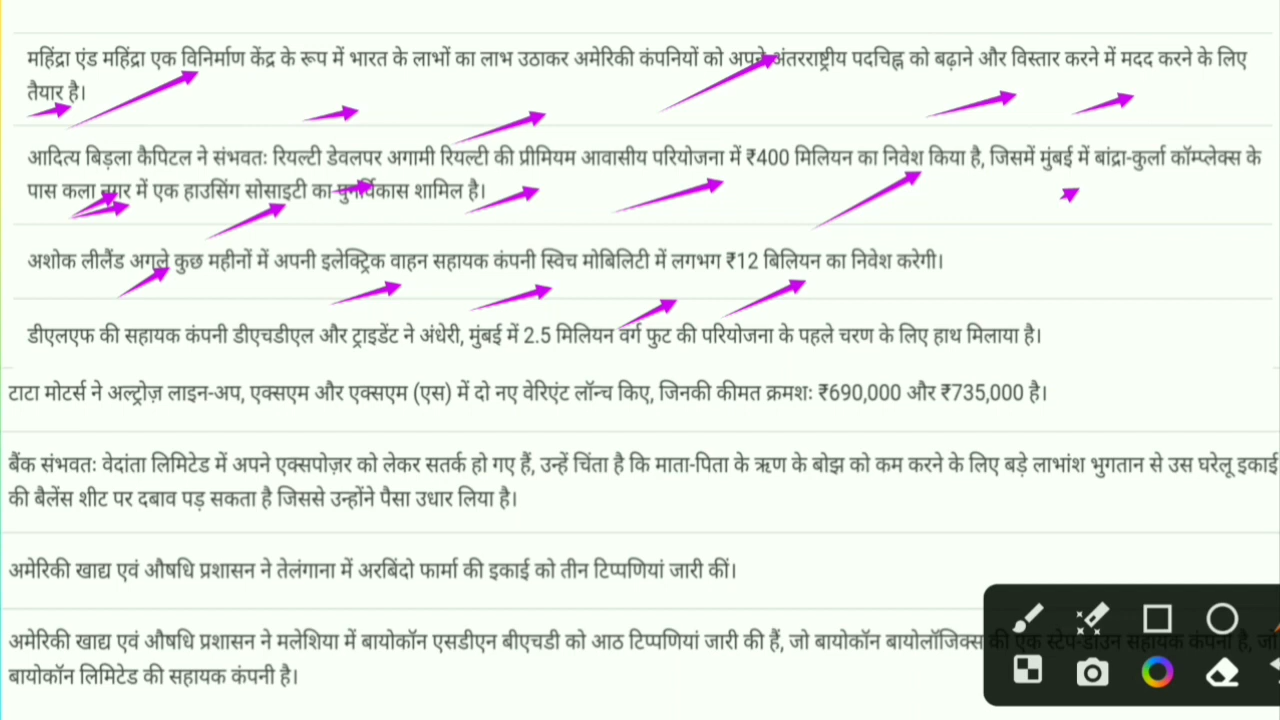 महिंद्रा एंड महिंद्रा एक विनिर्माण केंद्र के रूप में भारत के लाभों का लाभ उठाकर अमेरिकी कंपनियों को अपने अंतरराष्ट्रीय पदचिह्न को बढ़ाने और विस्तार करने में मदद करने के लिए
तैयार है।
आदित्य बिड़ला कैपिटल ने संभवतः रियल्टी डेवलपर अगामी रियल्टी की प्रीमियम आवासीय परियोजना में ₹400 मिलियन का निवेश किया है, जिसमें मुंबई में बांद्रा-कुर्ला कॉम्प्लेक्स के
पास कला नगर में एक हाउसिंग सोसाइटी का पुनर्विकास शामिल है।
अशोक लीलैंड अगले कुछ महीनों में अपनी इलेक्ट्रिक वाहन सहायक कंपनी स्विच मोबिलिटी में लगभग ₹12 बिलियन का निवेश करेगी।
डीएलएफ की सहायक कंपनी डीएचडीएल और ट्राइडेंट ने अंधेरी, मुंबई में 2.5 मिलियन वर्ग फुट की परियोजना के पहले चरण के लिए हाथ मिलाया है।
टाटा मोटर्स ने अल्ट्रोज़ लाइन-अप, एक्सएम और एक्सएम (एस) में दो नए वेरिएंट लॉन्च किए, जिनकी कीमत क्रमशः ₹690,000 और ₹735,000 है।
बैंक संभवतः वेदांता लिमिटेड में अपने एक्सपोज़र को लेकर सतर्क हो गए हैं, उन्हें चिंता है कि माता-पिता के ऋण के बोझ को कम करने के लिए बड़े लाभांश भुगतान से उस घरेलू इकाई
की बैलेंस शीट पर दबाव पड़ सकता है जिससे उन्होंने पैसा उधार लिया है।
अमेरिकी खाद्य एवं औषधि प्रशासन ने तेलंगाना में अरबिंदो फार्मा की इकाई को तीन टिप्पणियां जारी कीं।
अमेरिकी खाद्य एवं औषधि प्रशासन ने मलेशिया में बायोकॉन एसडीएन बीएचडी को आठ टिप्पणियां जारी की हैं, जो बायोकॉन बायोलॉजिक्स की एक स्टेप-डाउन सहायक कंपनी है, जो
बायोकॉन लिमिटेड की सहायक कंपनी है।